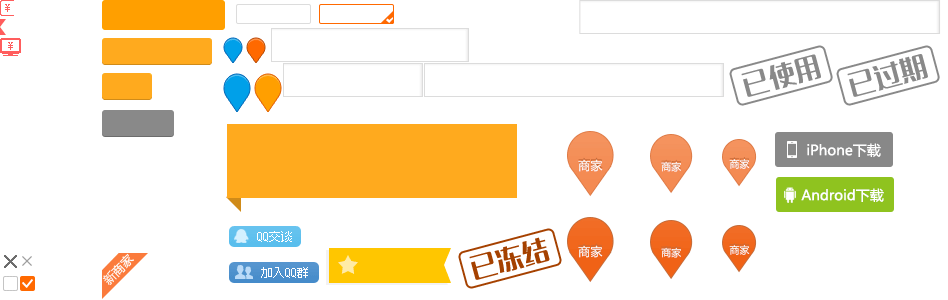 ¥
¥
已使用
已过期
商家
商家
商家
iPhone下载
Android下载
QQ交谈
加入QQ群
新商家
已冻结
商家
商家
商家